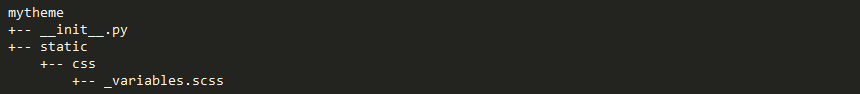 mytheme
+-- __init__.py
+-- static
    +-- css
        +-- _variables.scss